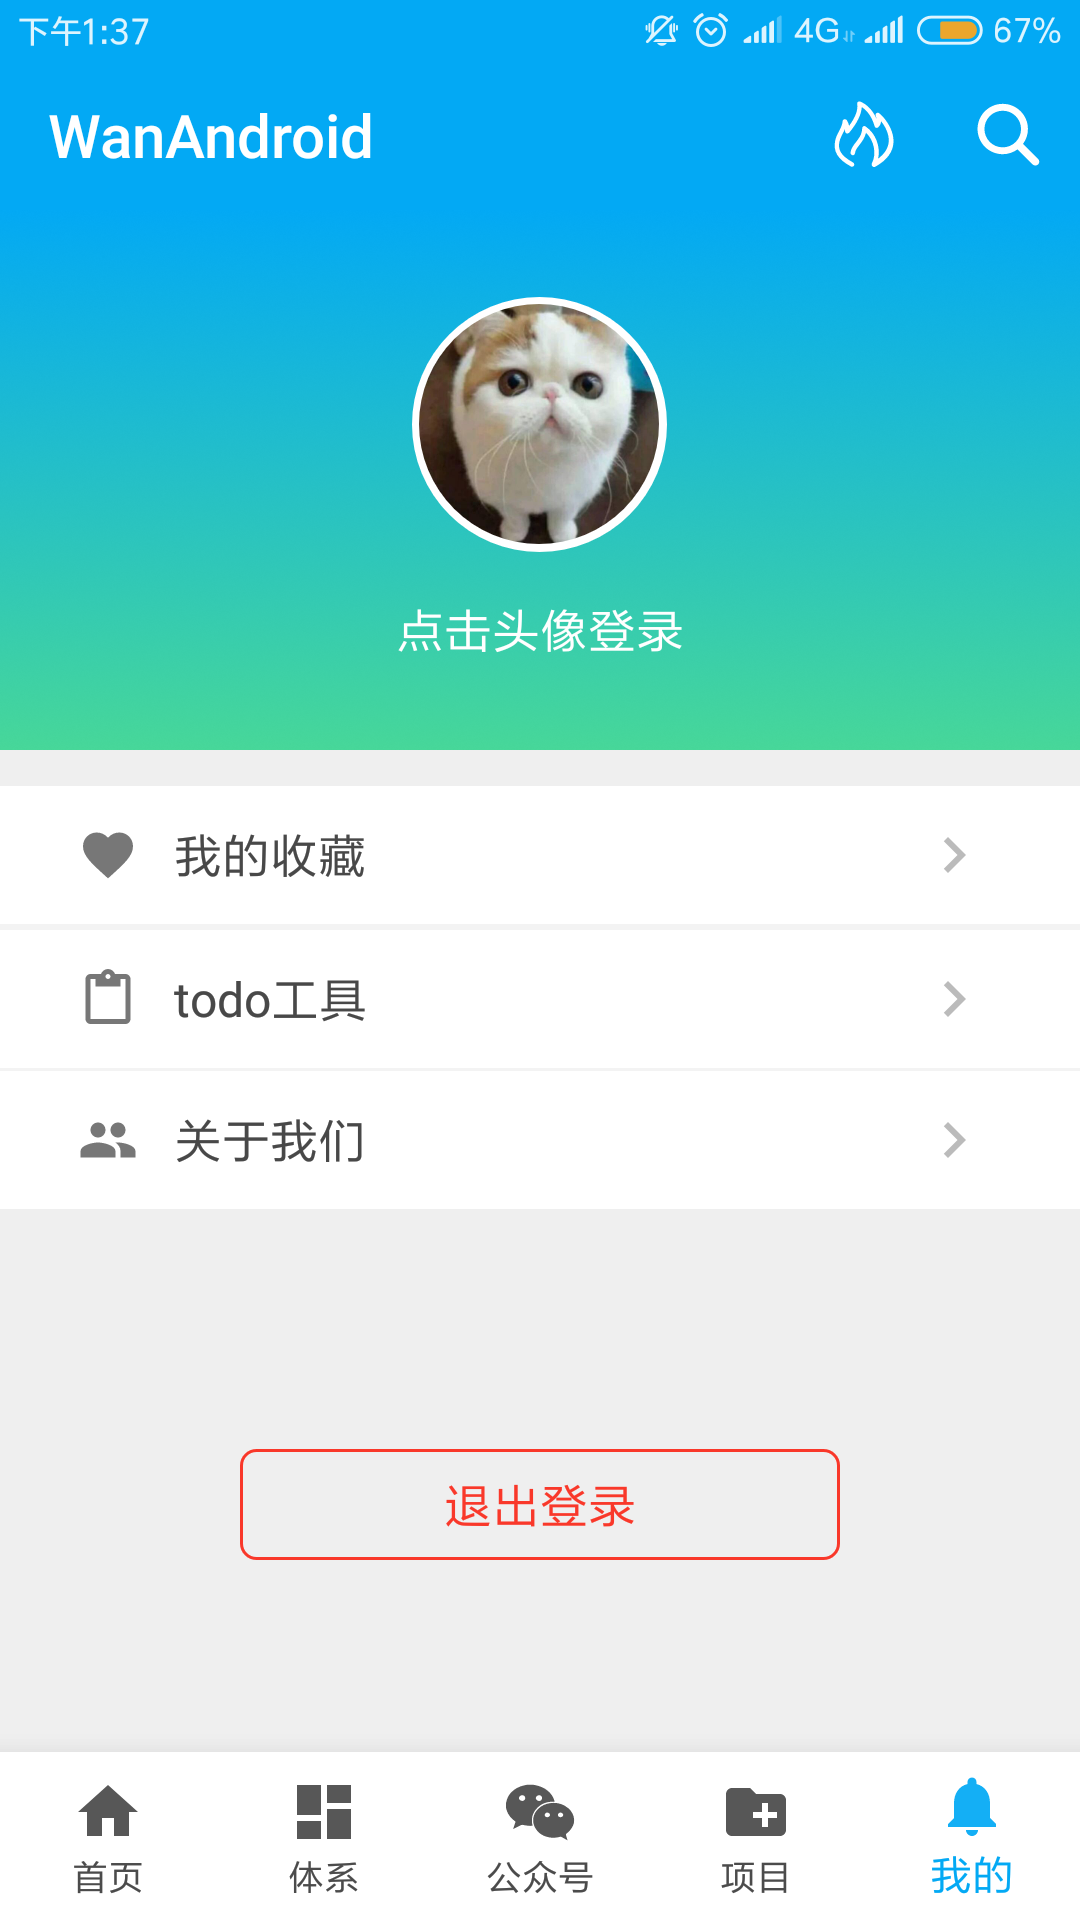 下午1:37
4G
67%
WanAndroid
点击头像登录
我的收藏
todo工具
关于我们
退出登录
首页
体系
公众号
项目
我的